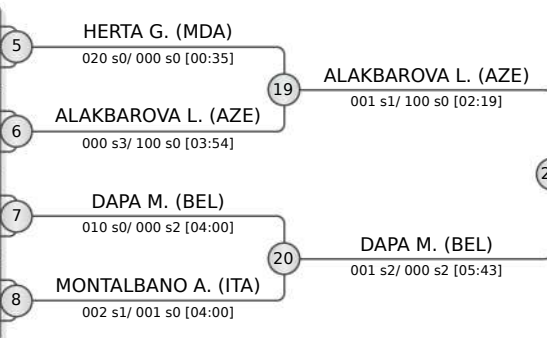 HERTA G. (MDA)
5
020 s0/ 000 s0 [00:35]
ALAKBAROVA L. (AZE)
19
001 s1/ 100 s0 [02:19]
ALAKBAROVA L. (AZE)
6
000 s3/ 100 s0 [03:54]
DAPA M. (BEL)
7
010 s0/ 000 s2 [04:00]
DAPA M. (BEL)
20
001 s2/ 000 s2 [05:43]
MONTALBANO A. (ITA)
8
002 s1/ 001 s0 [04:00]